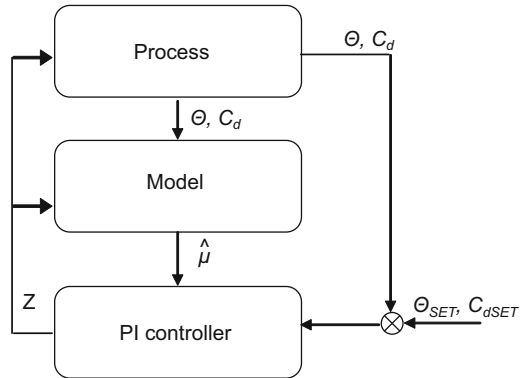 Process
Θ, C_d
Θ, C_d
Model
μ̂
Z
PI controller
Θ_SET, C_dSET